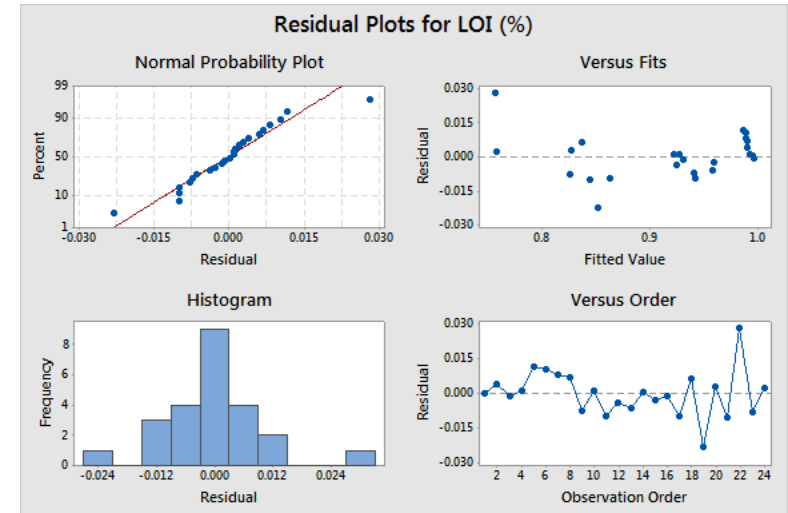 Residual Plots for LOI (%)
Normal Probability Plot
99
90
50
10
1
Percent
-0.030 -0.015 0.000 0.015 0.030
Residual
Versus Fits
0.030
0.015
0.000
-0.015
-0.030
Residual
0.8 0.9 1.0
Fitted Value
Histogram
8
6
4
2
0
Frequency
-0.024 -0.012 0.000 0.012 0.024
Residual
Versus Order
0.030
0.015
0.000
-0.015
-0.030
Residual
2 4 6 8 10 12 14 16 18 20 22 24
Observation Order